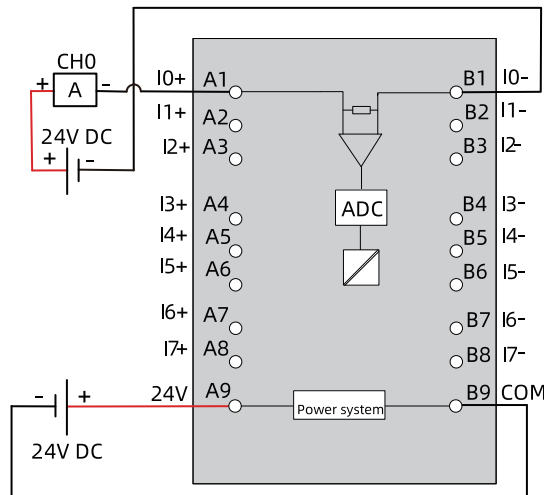 CH0
I0+ A1 B1 I0-
+ A -
I1+ A2 B2 I1-
24V DC
+ - I2+ A3 B3 I2-
ADC
I3+ A4 B4 I3-
I4+ A5 B5 I4-
I5+ A6 B6 I5-
I6+ A7 B7 I6-
I7+ A8 B8 I7-
- + 24V A9 B9 COM
Power system
24V DC